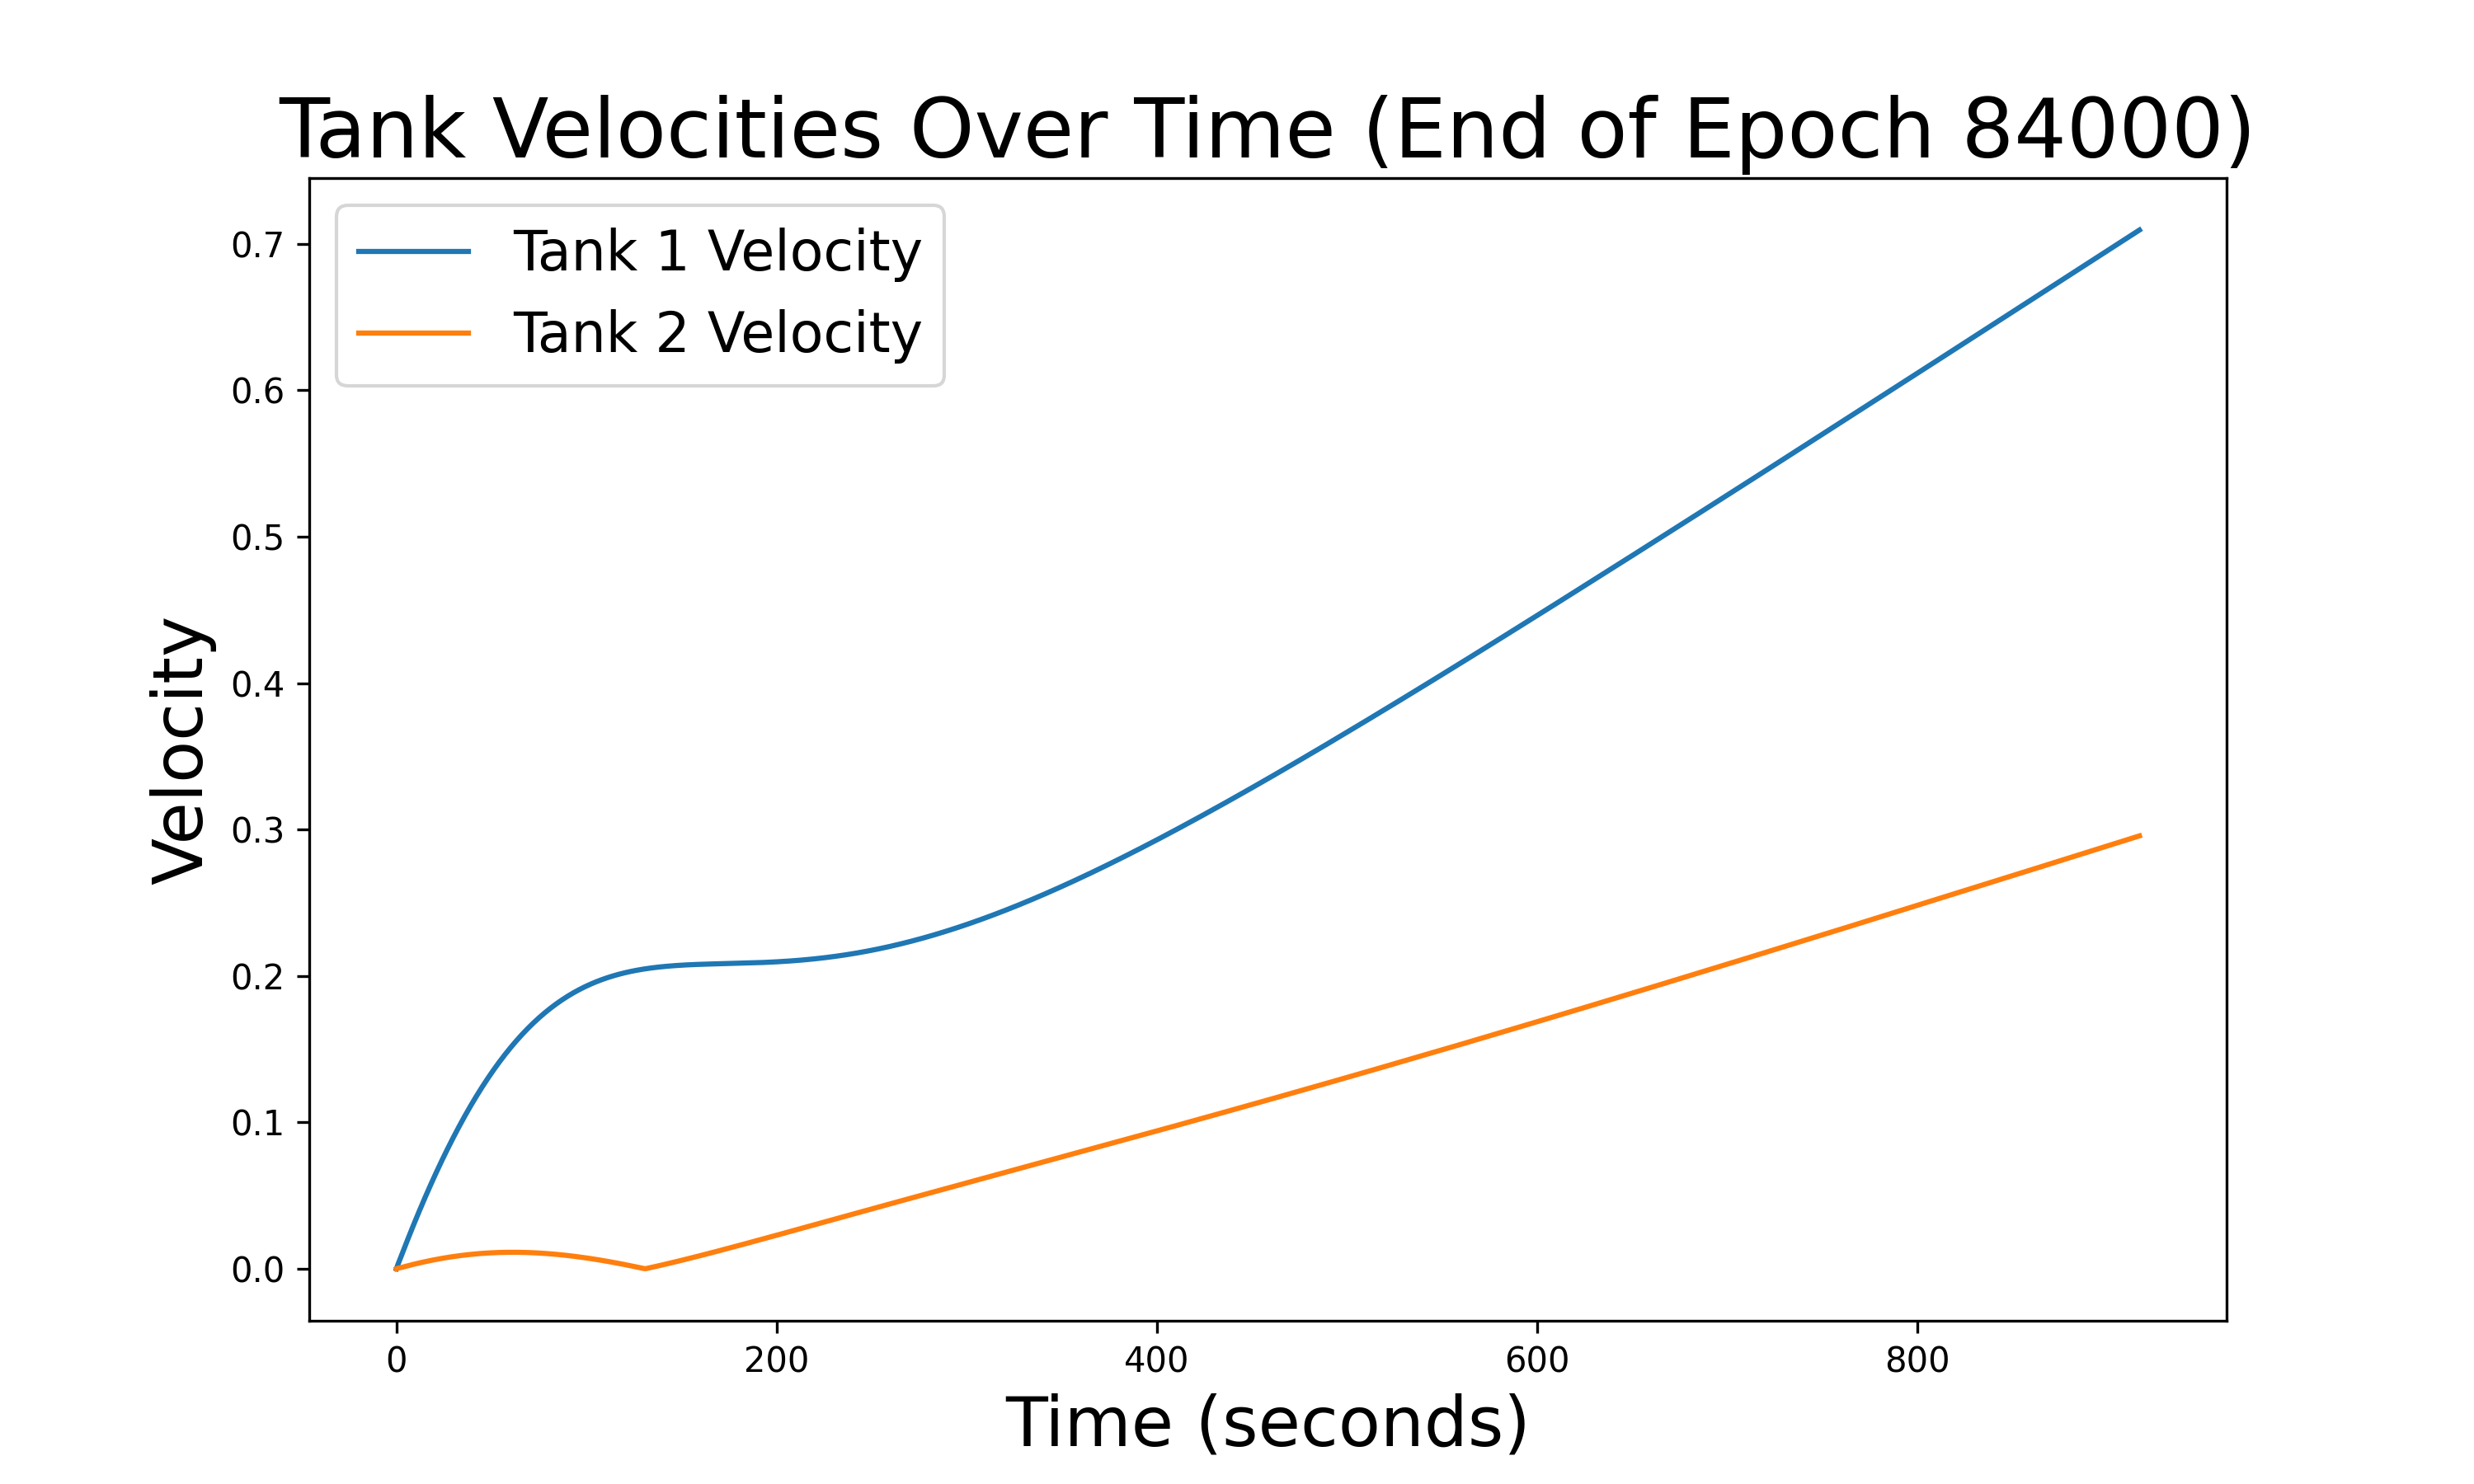 Tank Velocities Over Time (End of Epoch 84000)
Tank 1 Velocity
Tank 2 Velocity
Velocity
0.7
0.6
0.5
0.4
0.3
0.2
0.1
0.0
0 200 400 600 800
Time (seconds)